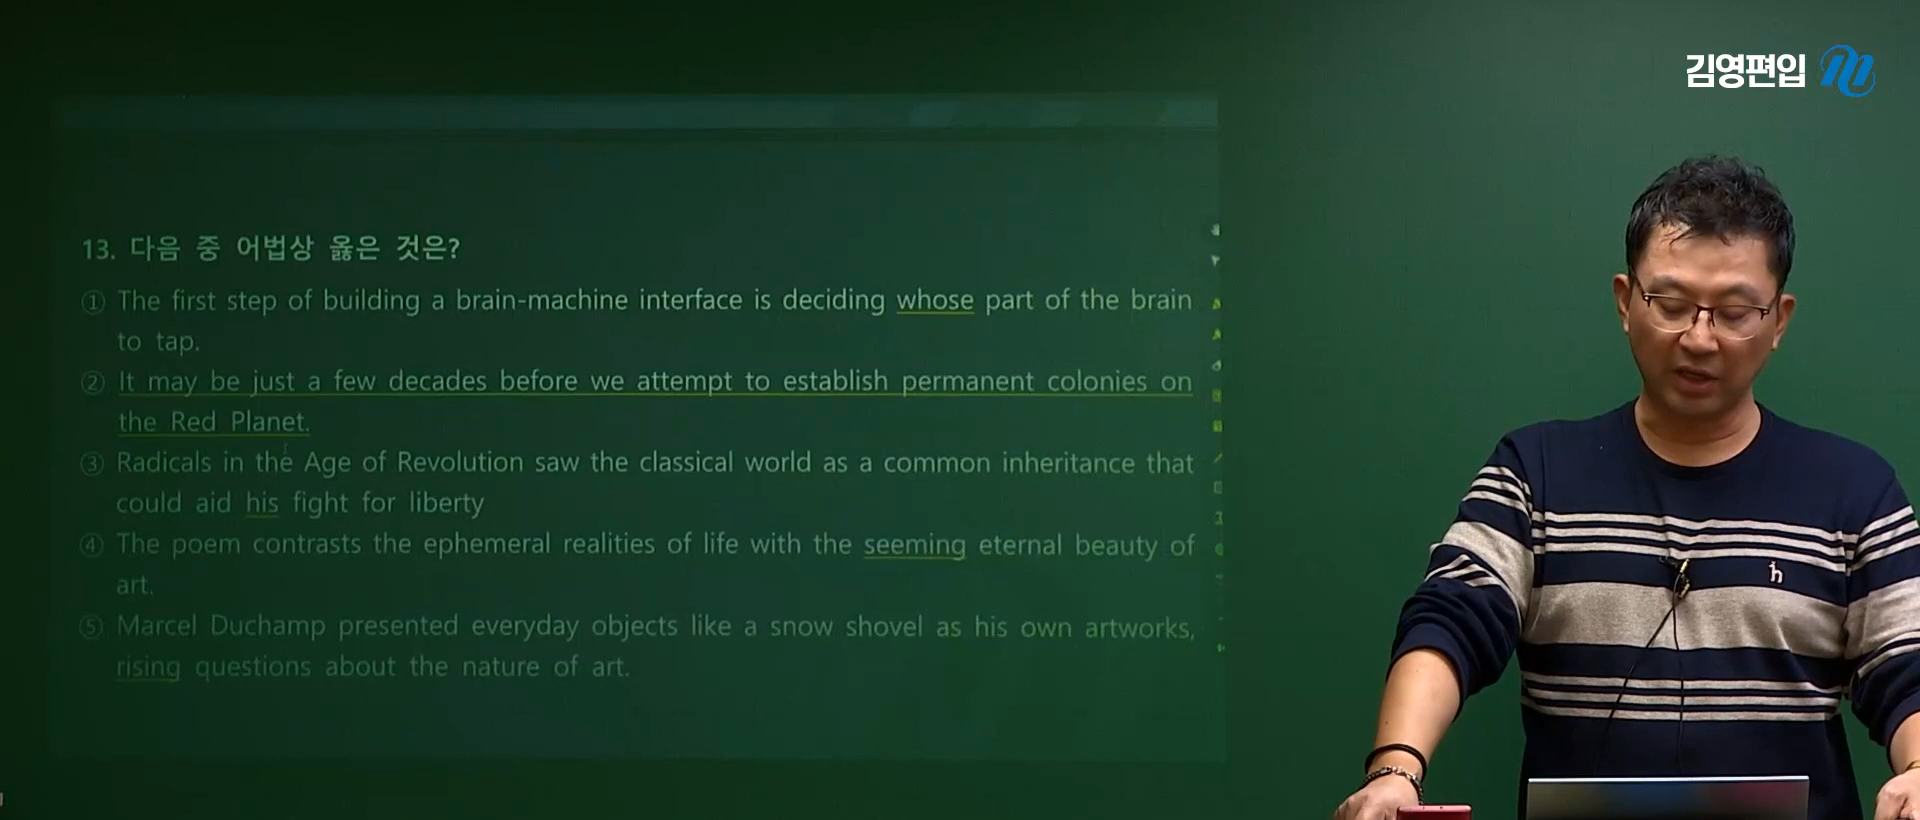 김영편입
13. 다음 중 어법상 옳은 것은?
① The first step of building a brain-machine interface is deciding whose part of the brain
to tap.
② It may be just a few decades before we attempt to establish permanent colonies on
the Red Planet.
③ Radicals in the Age of Revolution saw the classical world as a common inheritance that
could aid his fight for liberty
④ The poem contrasts the ephemeral realities of life with the seeming eternal beauty of
art.
⑤ Marcel Duchamp presented everyday objects like a snow shovel as his own artworks,
rising questions about the nature of art.